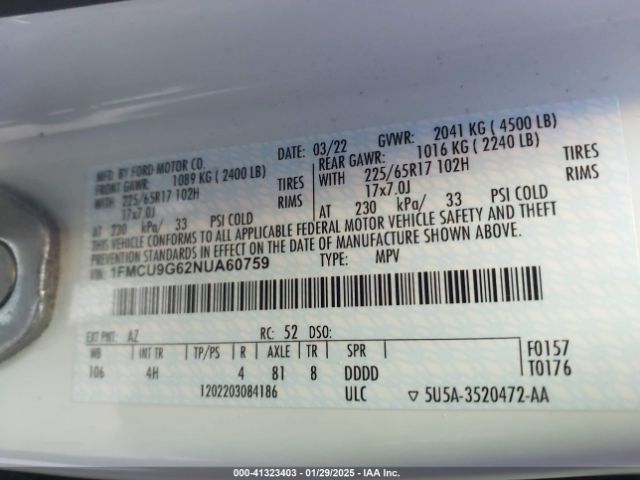 MFD. BY FORD MOTOR CO.
DATE: 03/22 GVWR: 2041 KG ( 4500 LB)
FRONT GAWR: 1089 KG ( 2400 LB)
REAR GAWR: 1016 KG ( 2240 LB)
WITH 225/65R17 102H TIRES
WITH 225/65R17 102H TIRES
17x7.0J RIMS
17x7.0J RIMS
AT 230 kPa/ 33 PSI COLD
AT 230 kPa/ 33 PSI COLD
THIS VEHICLE CONFORMS TO ALL APPLICABLE FEDERAL MOTOR VEHICLE SAFETY AND THEFT
PREVENTION STANDARDS IN EFFECT ON THE DATE OF MANUFACTURE SHOWN ABOVE.
VIN: 1FMCU9G62NUA60759 TYPE: MPV
EXT PNT: AZ RC: 52 DSO:
WB INT TR TP/PS R AXLE TR SPR
106 4H 4 81 8 DDDD
F0157
T0176
1202203084186 ULC ▽ 5U5A-3520472-AA
000-41323403 - 01/29/2025 - IAA Inc.